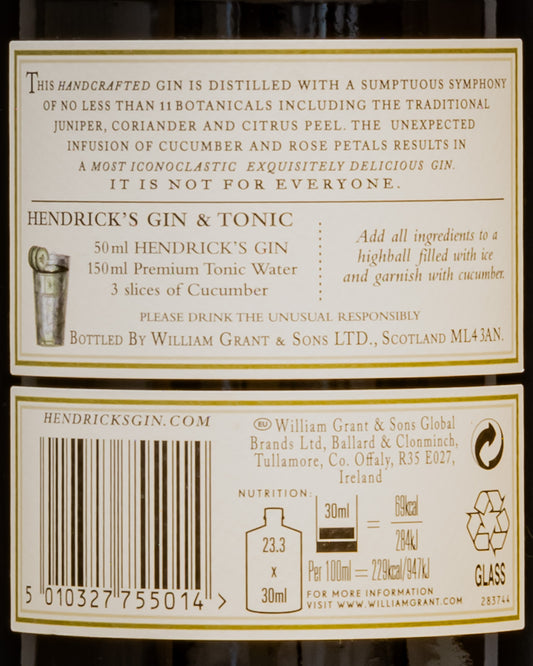 THIS HANDCRAFTED GIN IS DISTILLED WITH A SUMPTUOUS SYMPHONY
OF NO LESS THAN 11 BOTANICALS INCLUDING THE TRADITIONAL
JUNIPER, CORIANDER AND CITRUS PEEL. THE UNEXPECTED
INFUSION OF CUCUMBER AND ROSE PETALS RESULTS IN
A MOST ICONOCLASTIC EXQUISITELY DELICIOUS GIN.
IT IS NOT FOR EVERYONE.
HENDRICK'S GIN & TONIC
50ml HENDRICK'S GIN
150ml Premium Tonic Water
3 slices of Cucumber
Add all ingredients to a
highball filled with ice
and garnish with cucumber.
PLEASE DRINK THE UNUSUAL RESPONSIBLY
BOTTLED BY WILLIAM GRANT & SONS LTD., SCOTLAND ML4 3AN.
HENDRICKSGIN.COM
5 010327 755014 >
EU William Grant & Sons Global
Brands Ltd, Ballard & Clonminch,
Tullamore, Co. Offaly, R35 E027,
Ireland
NUTRITION:
23.3
x
30ml
30ml
=
69kcal
284kJ
Per 100ml = 229kcal/947kJ
FOR MORE INFORMATION
VISIT WWW.WILLIAMGRANT.COM
GLASS
283744